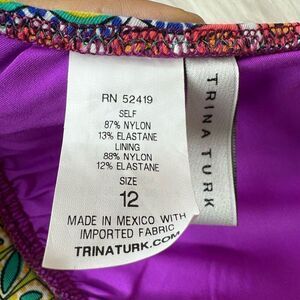 RN 52419
SELF
87% NYLON
13% ELASTANE
LINING
88% NYLON
12% ELASTANE
SIZE
12
MADE IN MEXICO WITH
IMPORTED FABRIC
TRINATURK.COM
TRINA TURK